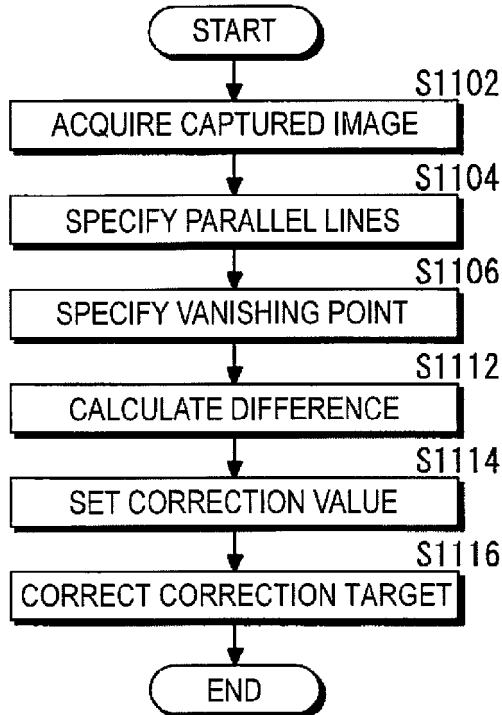 START
S1102
ACQUIRE CAPTURED IMAGE
S1104
SPECIFY PARALLEL LINES
S1106
SPECIFY VANISHING POINT
S1112
CALCULATE DIFFERENCE
S1114
SET CORRECTION VALUE
S1116
CORRECT CORRECTION TARGET
END